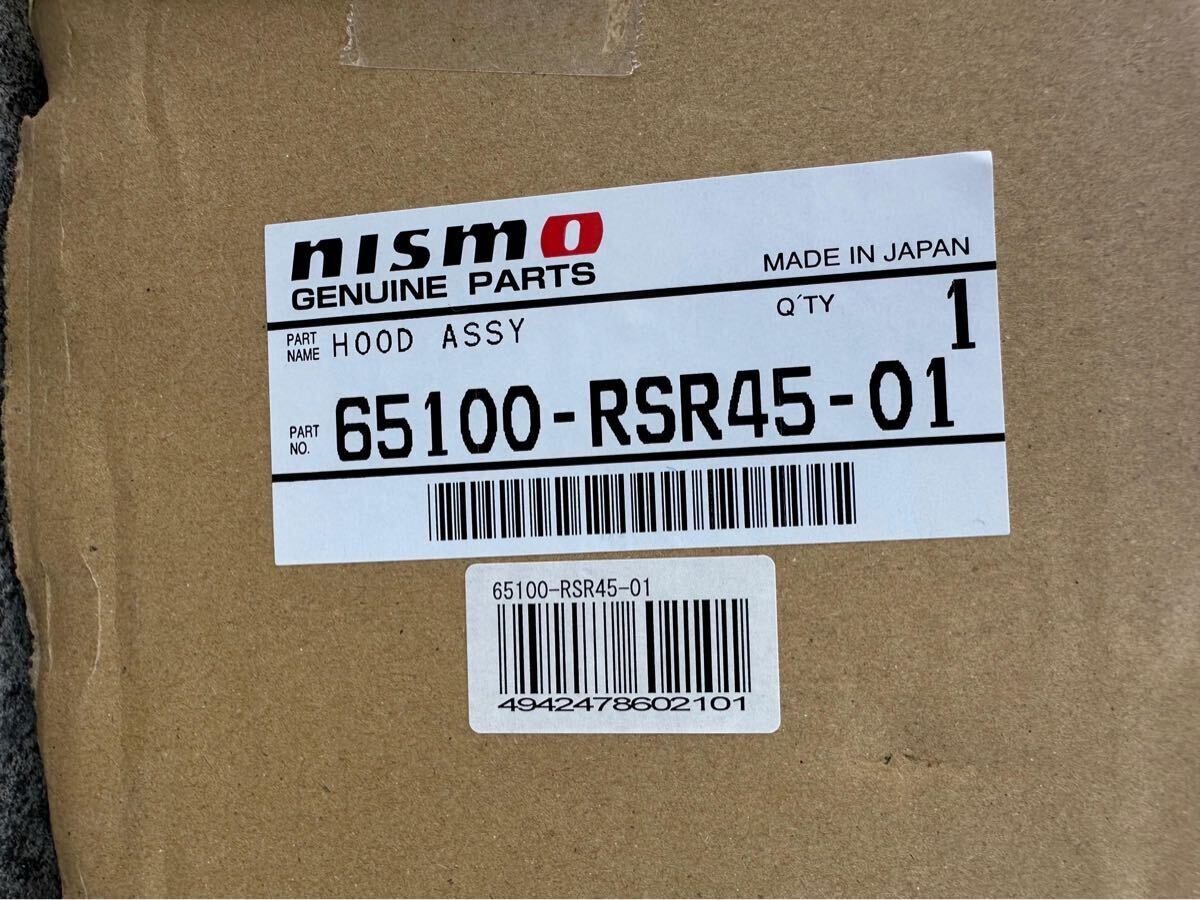 nismo
GENUINE PARTS
MADE IN JAPAN
PART NAME HOOD ASSY
Q'TY 1
PART NO. 65100-RSR45-01
65100-RSR45-01
4942478602101